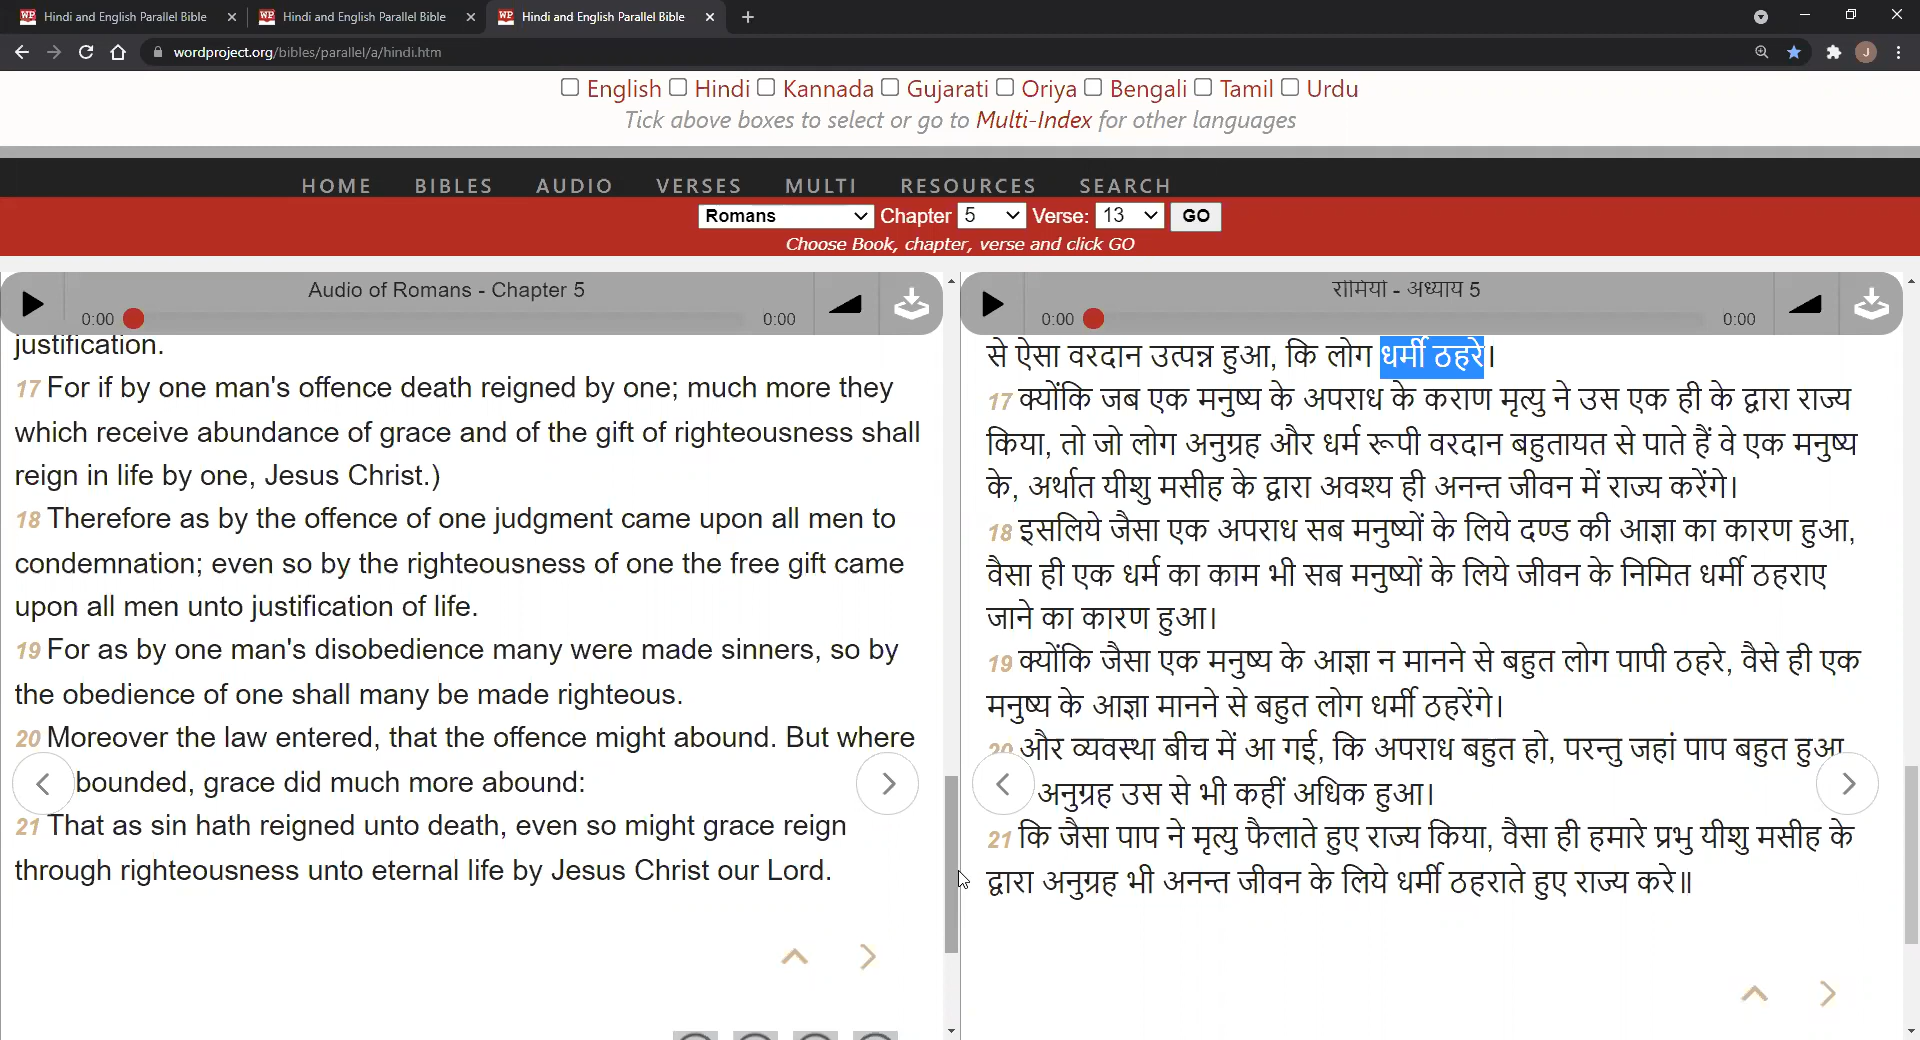 Hindi and English Parallel Bible
Hindi and English Parallel Bible
Hindi and English Parallel Bible
wordproject.org/bibles/parallel/a/hindi.htm
J
English Hindi Kannada Gujarati Oriya Bengali Tamil Urdu
Tick above boxes to select or go to Multi-Index for other languages
HOME BIBLES AUDIO VERSES MULTI RESOURCES SEARCH
Romans Chapter 5 Verse: 13 GO
Choose Book, chapter, verse and click GO
Audio of Romans - Chapter 5
0:00 0:00
justification.
17 For if by one man's offence death reigned by one; much more they
which receive abundance of grace and of the gift of righteousness shall
reign in life by one, Jesus Christ.)
18 Therefore as by the offence of one judgment came upon all men to
condemnation; even so by the righteousness of one the free gift came
upon all men unto justification of life.
19 For as by one man's disobedience many were made sinners, so by
the obedience of one shall many be made righteous.
20 Moreover the law entered, that the offence might abound. But where
bounded, grace did much more abound:
21 That as sin hath reigned unto death, even so might grace reign
through righteousness unto eternal life by Jesus Christ our Lord.
रोमियो - अध्याय 5
0:00 0:00
से ऐसा वरदान उत्पन्न हुआ, कि लोग धर्मी ठहरे।
17 क्योंकि जब एक मनुष्य के अपराध के कराण मृत्यु ने उस एक ही के द्वारा राज्य
किया, तो जो लोग अनुग्रह और धर्म रूपी वरदान बहुतायत से पाते हैं वे एक मनुष्य
के, अर्थात यीशु मसीह के द्वारा अवश्य ही अनन्त जीवन में राज्य करेंगे।
18 इसलिये जैसा एक अपराध सब मनुष्यों के लिये दण्ड की आज्ञा का कारण हुआ,
वैसा ही एक धर्म का काम भी सब मनुष्यों के लिये जीवन के निमित धर्मी ठहराए
जाने का कारण हुआ।
19 क्योंकि जैसा एक मनुष्य के आज्ञा न मानने से बहुत लोग पापी ठहरे, वैसे ही एक
मनुष्य के आज्ञा मानने से बहुत लोग धर्मी ठहरेंगे।
20 और व्यवस्था बीच में आ गई, कि अपराध बहुत हो, परन्तु जहां पाप बहुत हुआ
अनुग्रह उस से भी कहीं अधिक हुआ।
21 कि जैसा पाप ने मृत्यु फैलाते हुए राज्य किया, वैसा ही हमारे प्रभु यीशु मसीह के
द्वारा अनुग्रह भी अनन्त जीवन के लिये धर्मी ठहराते हुए राज्य करे॥